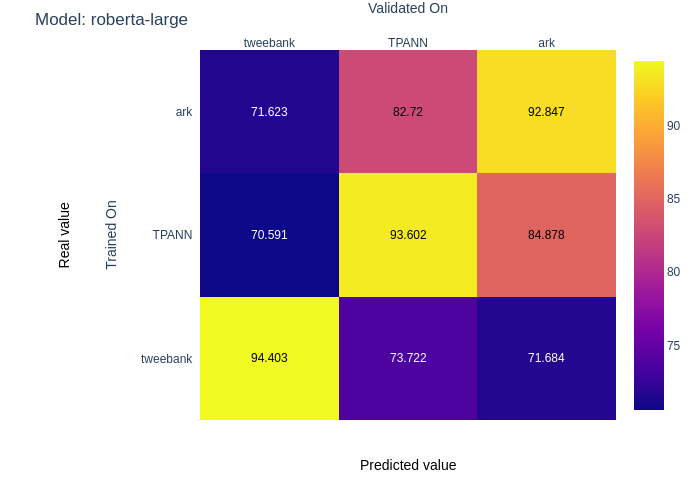 Validated On
Model: roberta-large
tweebank TPANN ark
ark 71.623 82.72 92.847
90
85
Real value
Trained On
TPANN 70.591 93.602 84.878
80
75
tweebank 94.403 73.722 71.684
Predicted value